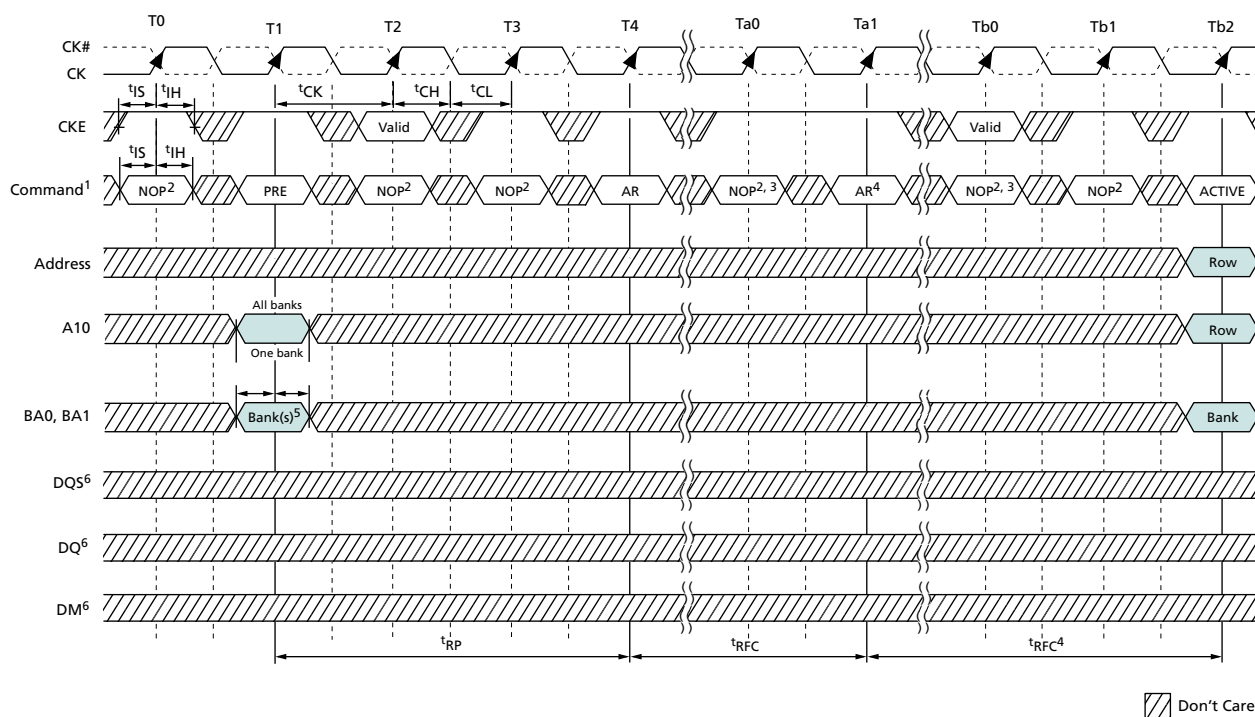 T0 T1 T2 T3 T4 Ta0 Ta1 Tb0 Tb1 Tb2
CK#
CK
tIS tIH tCK tCH tCL
CKE Valid Valid
tIS tIH
Command1 NOP2 PRE NOP2 NOP2 AR NOP2, 3 AR4 NOP2, 3 NOP2 ACTIVE
Address Row
All banks
A10 Row
One bank
BA0, BA1 Bank(s)5 Bank
DQS6
DQ6
DM6
tRP tRFC tRFC4
Don't Care